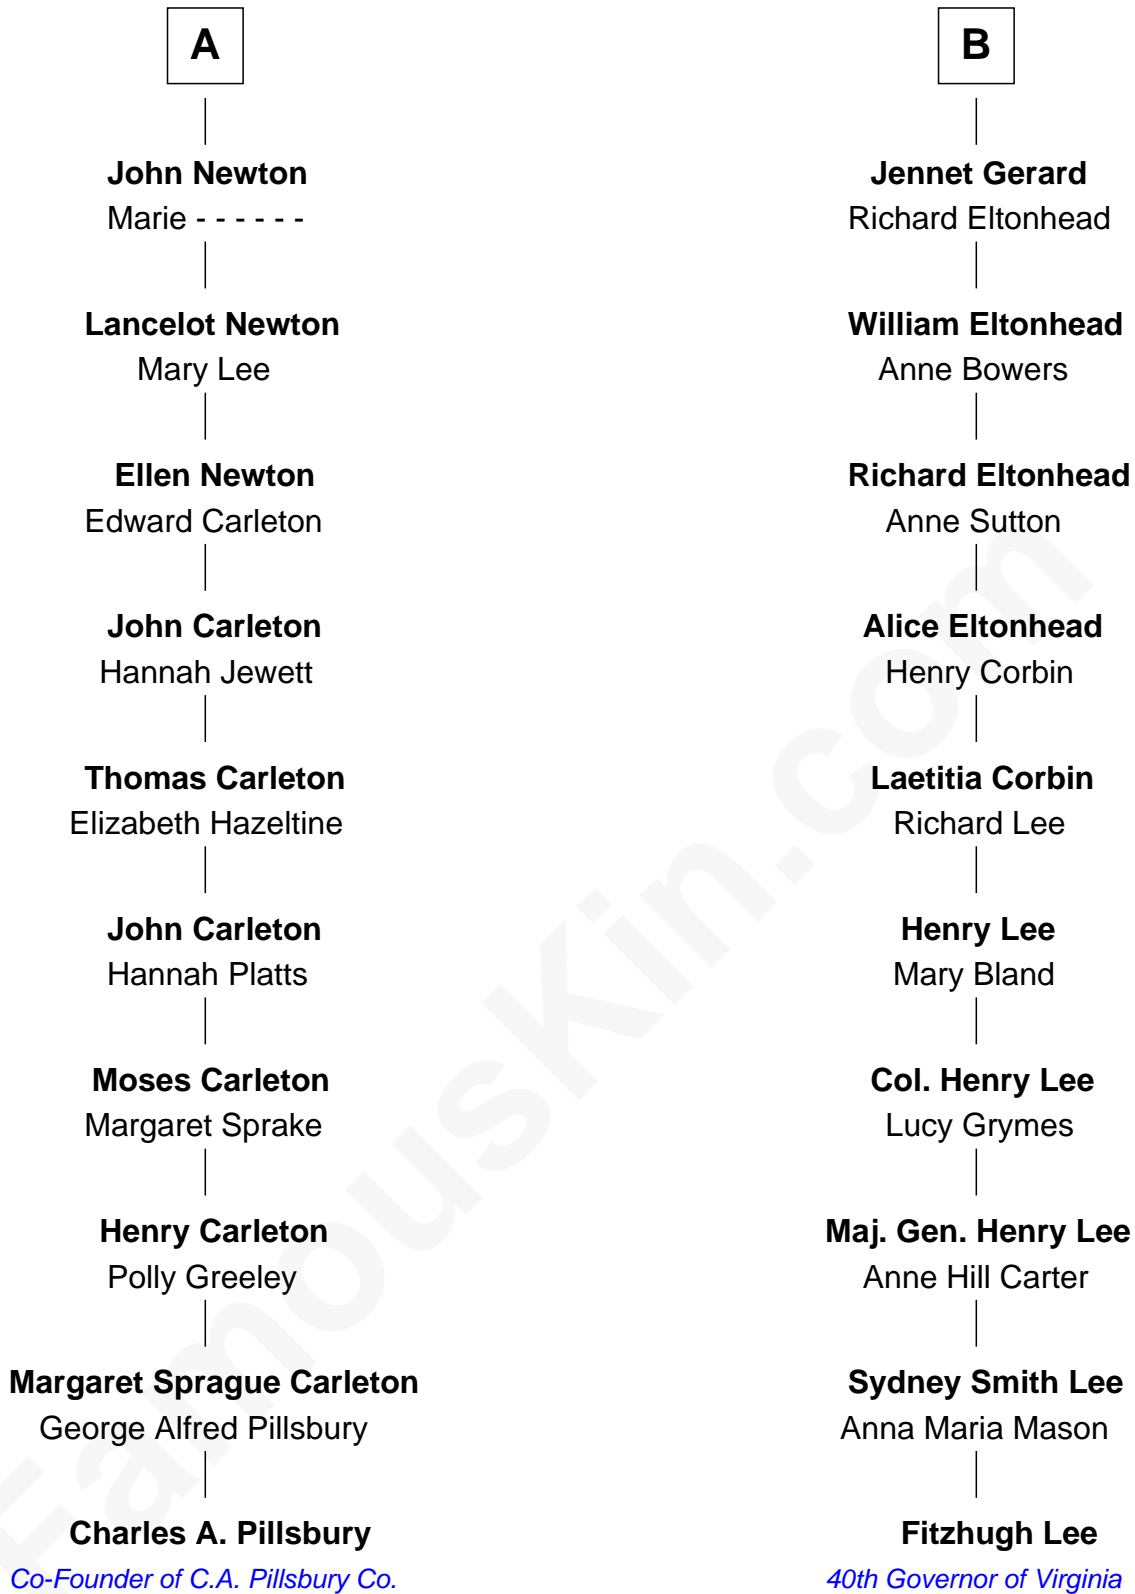 A
John Newton
Marie - - - - - -
Lancelot Newton
Mary Lee
Ellen Newton
Edward Carleton
John Carleton
Hannah Jewett
Thomas Carleton
Elizabeth Hazeltine
John Carleton
Hannah Platts
Moses Carleton
Margaret Sprake
Henry Carleton
Polly Greeley
Margaret Sprague Carleton
George Alfred Pillsbury
Charles A. Pillsbury
Co-Founder of C.A. Pillsbury Co.
B
Jennet Gerard
Richard Eltonhead
William Eltonhead
Anne Bowers
Richard Eltonhead
Anne Sutton
Alice Eltonhead
Henry Corbin
Laetitia Corbin
Richard Lee
Henry Lee
Mary Bland
Col. Henry Lee
Lucy Grymes
Maj. Gen. Henry Lee
Anne Hill Carter
Sydney Smith Lee
Anna Maria Mason
Fitzhugh Lee
40th Governor of Virginia
FamousKin.com